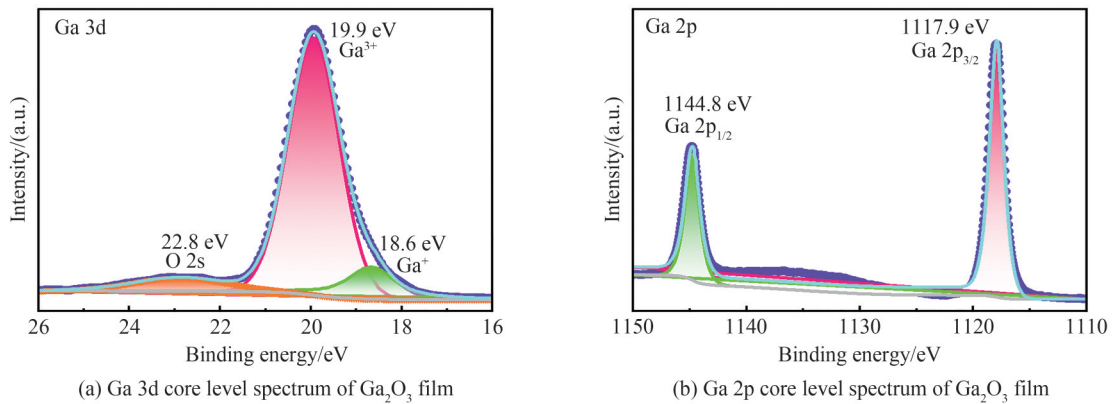 Ga 3d
19.9 eV
Ga³⁺
22.8 eV
O 2s
18.6 eV
Ga⁺
Intensity/(a.u.)
26 24 22 20 18 16
Binding energy/eV
(a) Ga 3d core level spectrum of Ga₂O₃ film
Ga 2p
1117.9 eV
Ga 2p₃/₂
1144.8 eV
Ga 2p₁/₂
Intensity/(a.u.)
1150 1140 1130 1120 1110
Binding energy/eV
(b) Ga 2p core level spectrum of Ga₂O₃ film